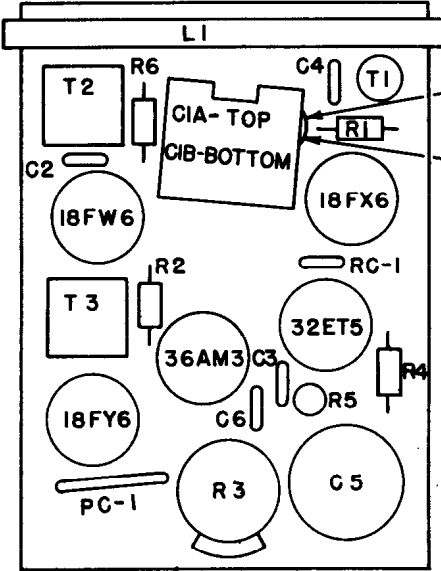 L1
R6
C4
T2
T1
C1A- TOP
R1
C1B-BOTTOM
C2
18FW6
18FX6
R2
RC-1
T3
32ET5
36AM3
C3
R4
R5
C6
18FY6
R3
C5
PC-1